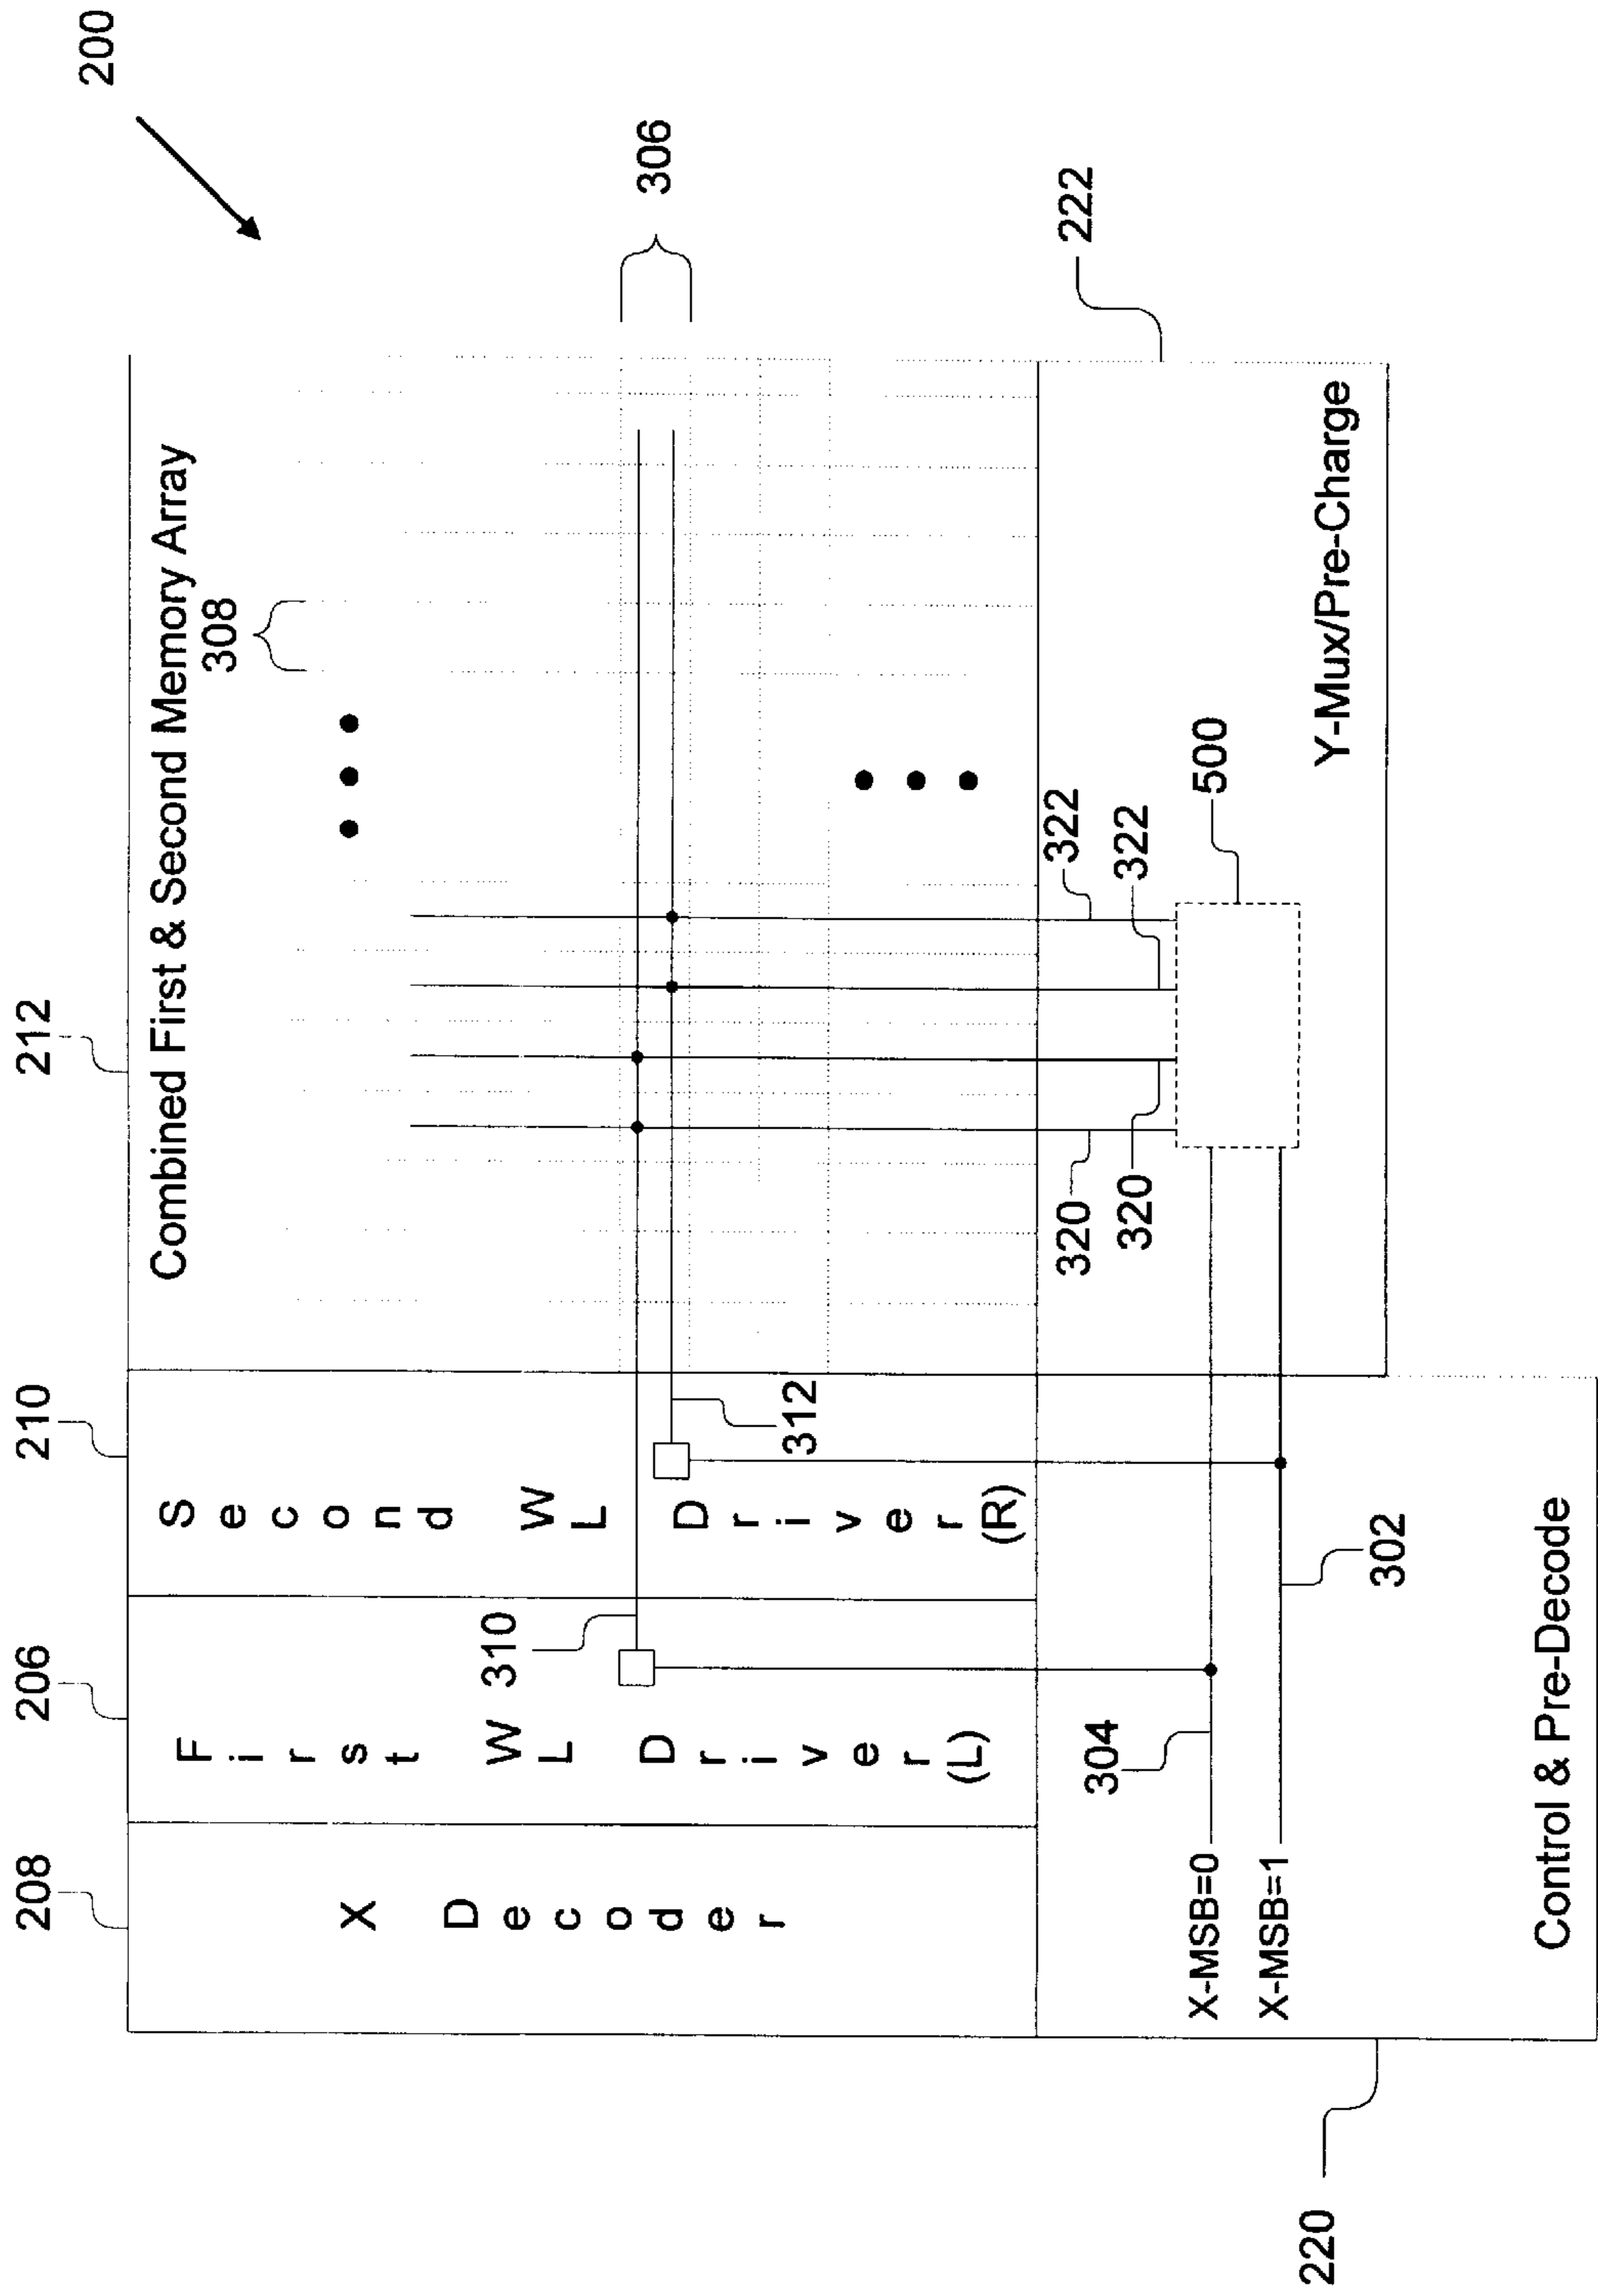 200
208
206
210
212
Combined First & Second Memory Array
308
306
X Decoder
First WL Driver (L)
Second WL Driver (R)
310
312
222
304
302
320
320
322
322
500
X-MSB=0
X-MSB=1
Y-Mux/Pre-Charge
Control & Pre-Decode
220